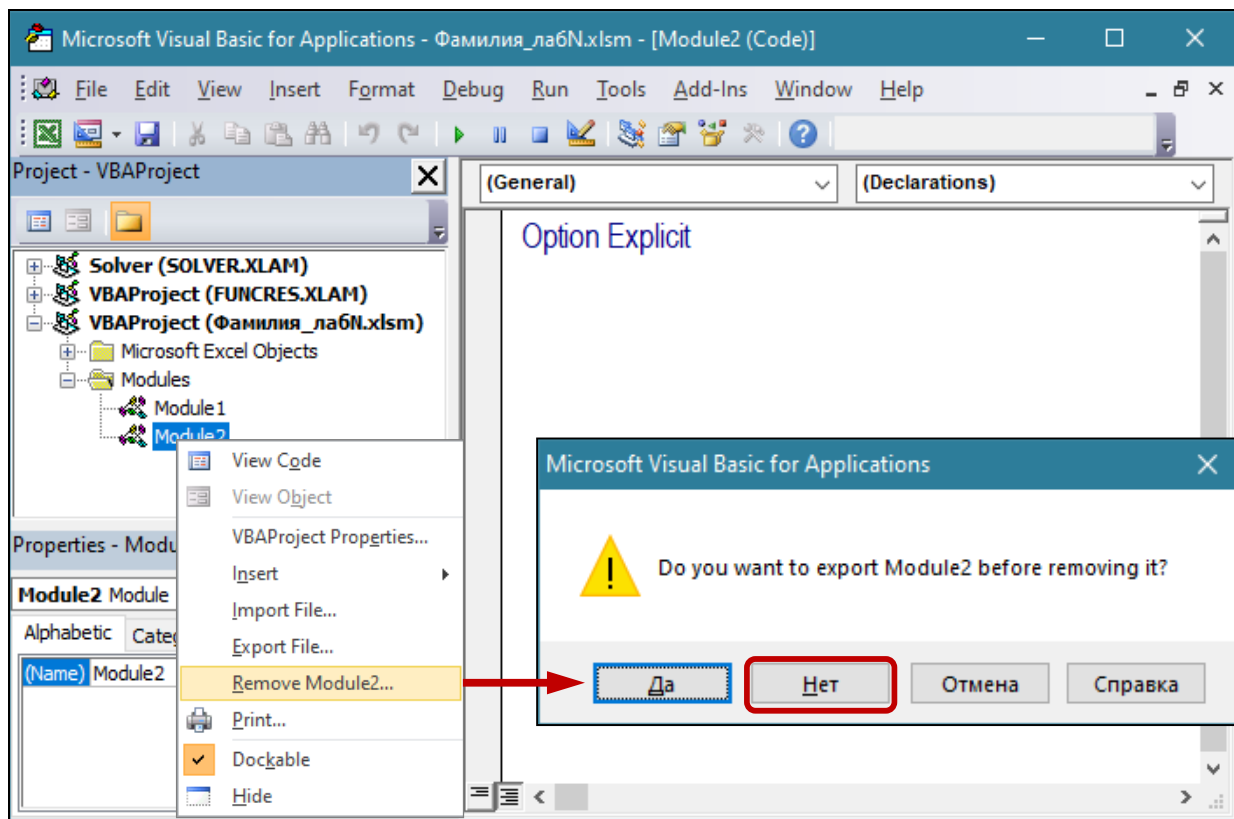 Microsoft Visual Basic for Applications - Фамилия_лабN.xlsm - [Module2 (Code)]
File Edit View Insert Format Debug Run Tools Add-Ins Window Help
Project - VBAProject
(General) (Declarations)
Option Explicit
Solver (SOLVER.XLAM)
VBAProject (FUNCRES.XLAM)
VBAProject (Фамилия_лабN.xlsm)
Microsoft Excel Objects
Modules
Module1
Module2
View Code
View Object
VBAProject Properties...
Insert
Import File...
Export File...
Remove Module2...
Print...
Dockable
Hide
Properties - Modu
Module2 Module
Alphabetic Categ
(Name) Module2
Microsoft Visual Basic for Applications
Do you want to export Module2 before removing it?
Да Нет Отмена Справка